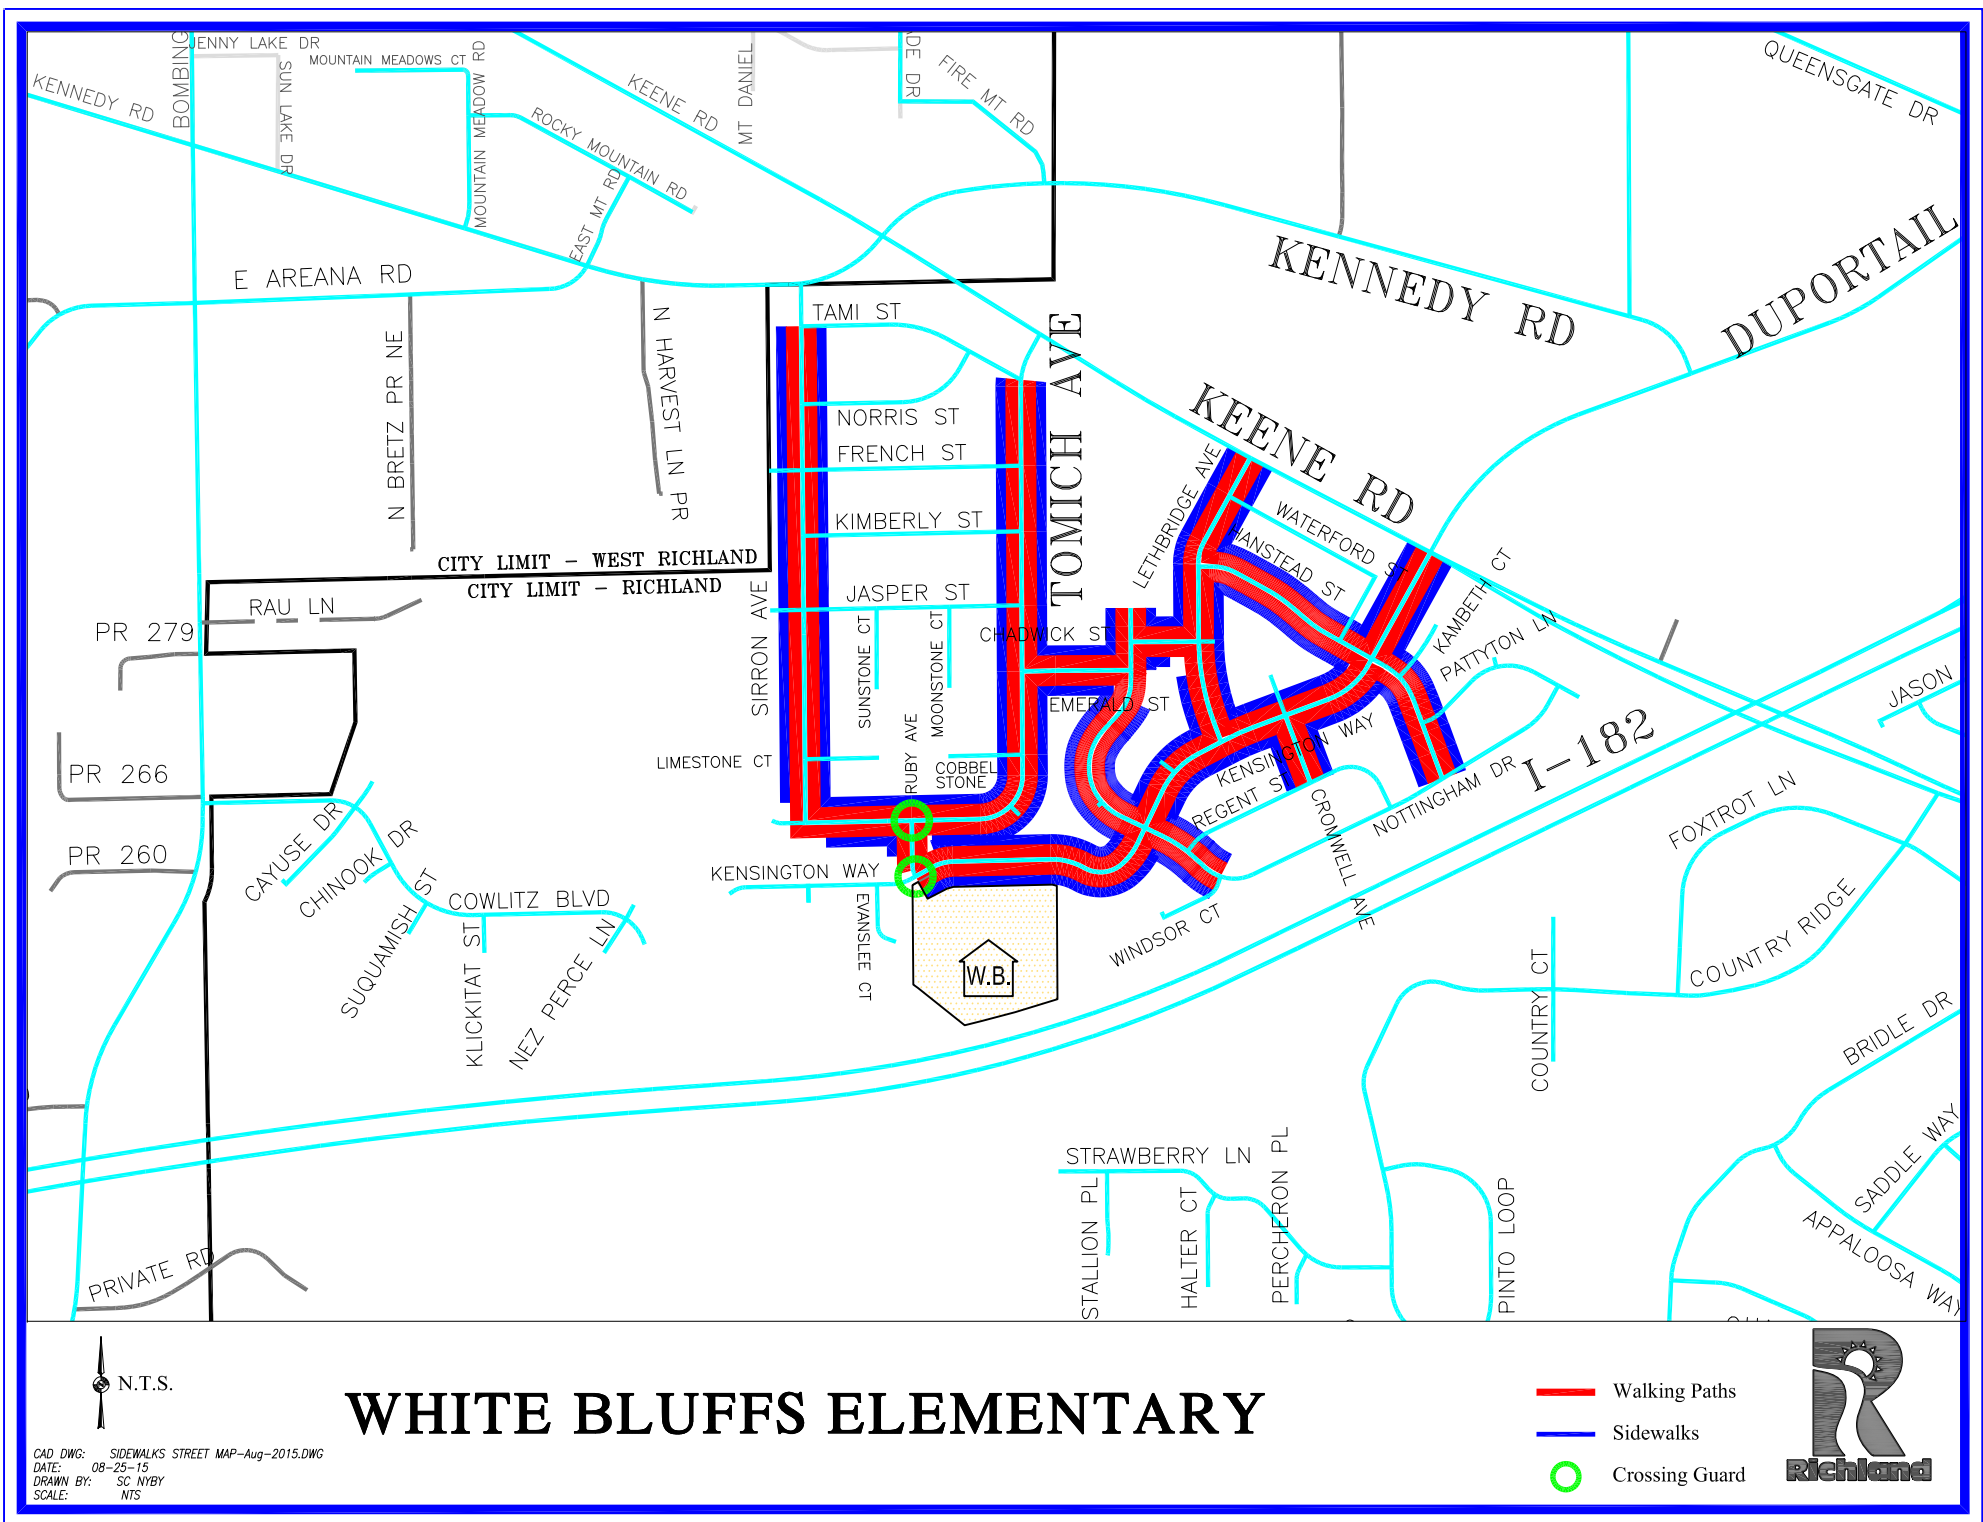 JENNY LAKE DR
BOMBING
KENNEDY RD
SUN LAKE DR
MOUNTAIN MEADOWS CT
MOUNTAIN MEADOW RD
ROCKY MOUNTAIN RD
EAST MT RD
KEENE RD
MT DANIEL
ADE DR
FIRE MT RD
QUEENSGATE DR
E AREANA RD
KENNEDY RD
DUPORTAIL
N BRETZ PR NE
N HARVEST LN PR
TAMI ST
TOMICH AVE
NORRIS ST
FRENCH ST
KIMBERLY ST
JASPER ST
KEENE RD
LETHBRIDGE AVE
WATERFORD ST
HANSTEAD ST
KAMBETH CT
PATTYTON LN
CITY LIMIT - WEST RICHLAND
CITY LIMIT - RICHLAND
RAU LN
PR 279
SIRRON AVE
SUNSTONE CT
MOONSTONE CT
CHADWICK ST
EMERALD ST
RUBY AVE
LIMESTONE CT
COBBEL
STONE
KENSINGTON WAY
REGENT ST
CROMWELL AVE
NOTTINGHAM DR
I-182
JASON
PR 266
PR 260
CAYUSE DR
CHINOOK DR
SUQUAMISH ST
COWLITZ BLVD
KLICKITAT ST
NEZ PERCE LN
KENSINGTON WAY
EVANSLEE CT
W.B.
WINDSOR CT
FOXTROT LN
COUNTRY RIDGE
COUNTRY CT
BRIDLE DR
SADDLE WAY
APPALOOSA WAY
STRAWBERRY LN
STALLION PL
HALTER CT
PERCHERON PL
PINTO LOOP
PRIVATE RD
N.T.S.
WHITE BLUFFS ELEMENTARY
Walking Paths
Sidewalks
Crossing Guard
Richland
CAD DWG: SIDEWALKS STREET MAP-Aug-2015.DWG
DATE: 08-25-15
DRAWN BY: SC NYBY
SCALE: NTS